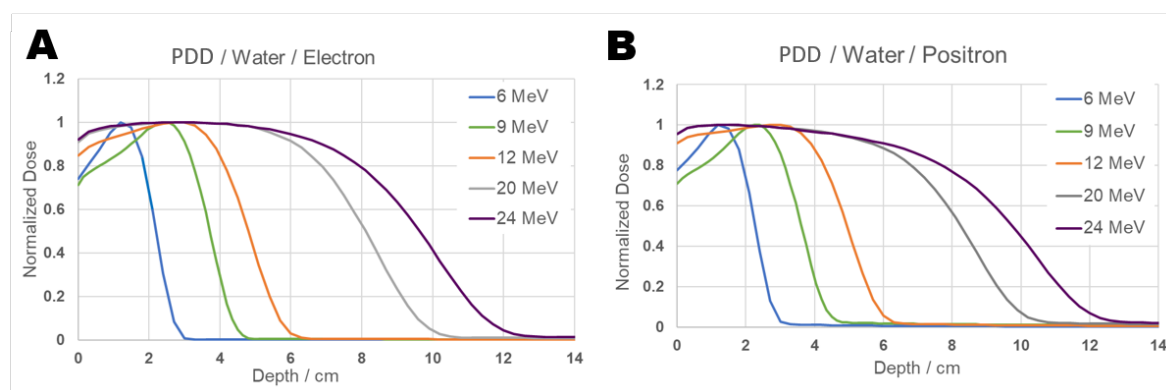 A
PDD / Water / Electron
Normalized Dose
1.2
1
0.8
0.6
0.4
0.2
0
0 2 4 6 8 10 12 14
Depth / cm
6 MeV
9 MeV
12 MeV
20 MeV
24 MeV
B
PDD / Water / Positron
Normalized Dose
1.2
1
0.8
0.6
0.4
0.2
0
0 2 4 6 8 10 12 14
Depth / cm
6 MeV
9 MeV
12 MeV
20 MeV
24 MeV